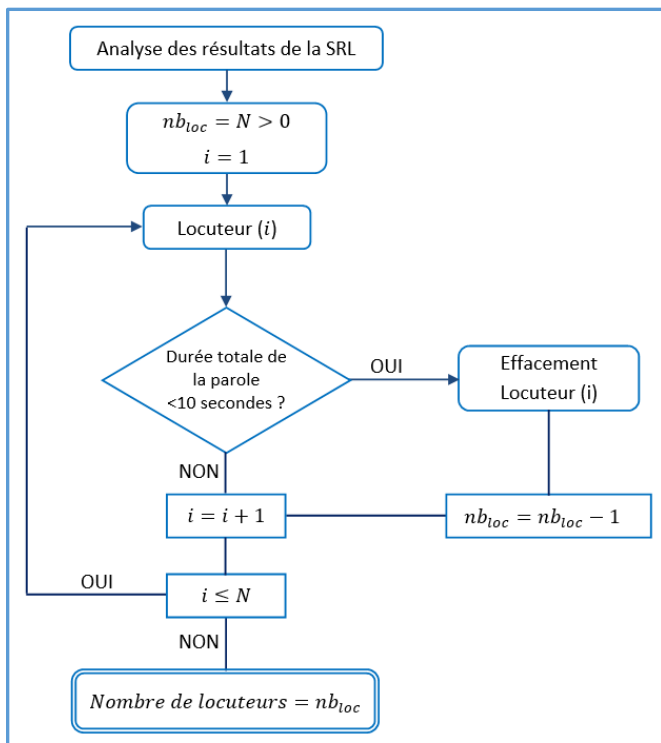 Analyse des résultats de la SRL
nb_loc = N > 0
i = 1
Locuteur (i)
Durée totale de
la parole
<10 secondes ?
OUI
Effacement
Locuteur (i)
NON
i = i + 1
nb_loc = nb_loc − 1
OUI
i ≤ N
NON
Nombre de locuteurs = nb_loc